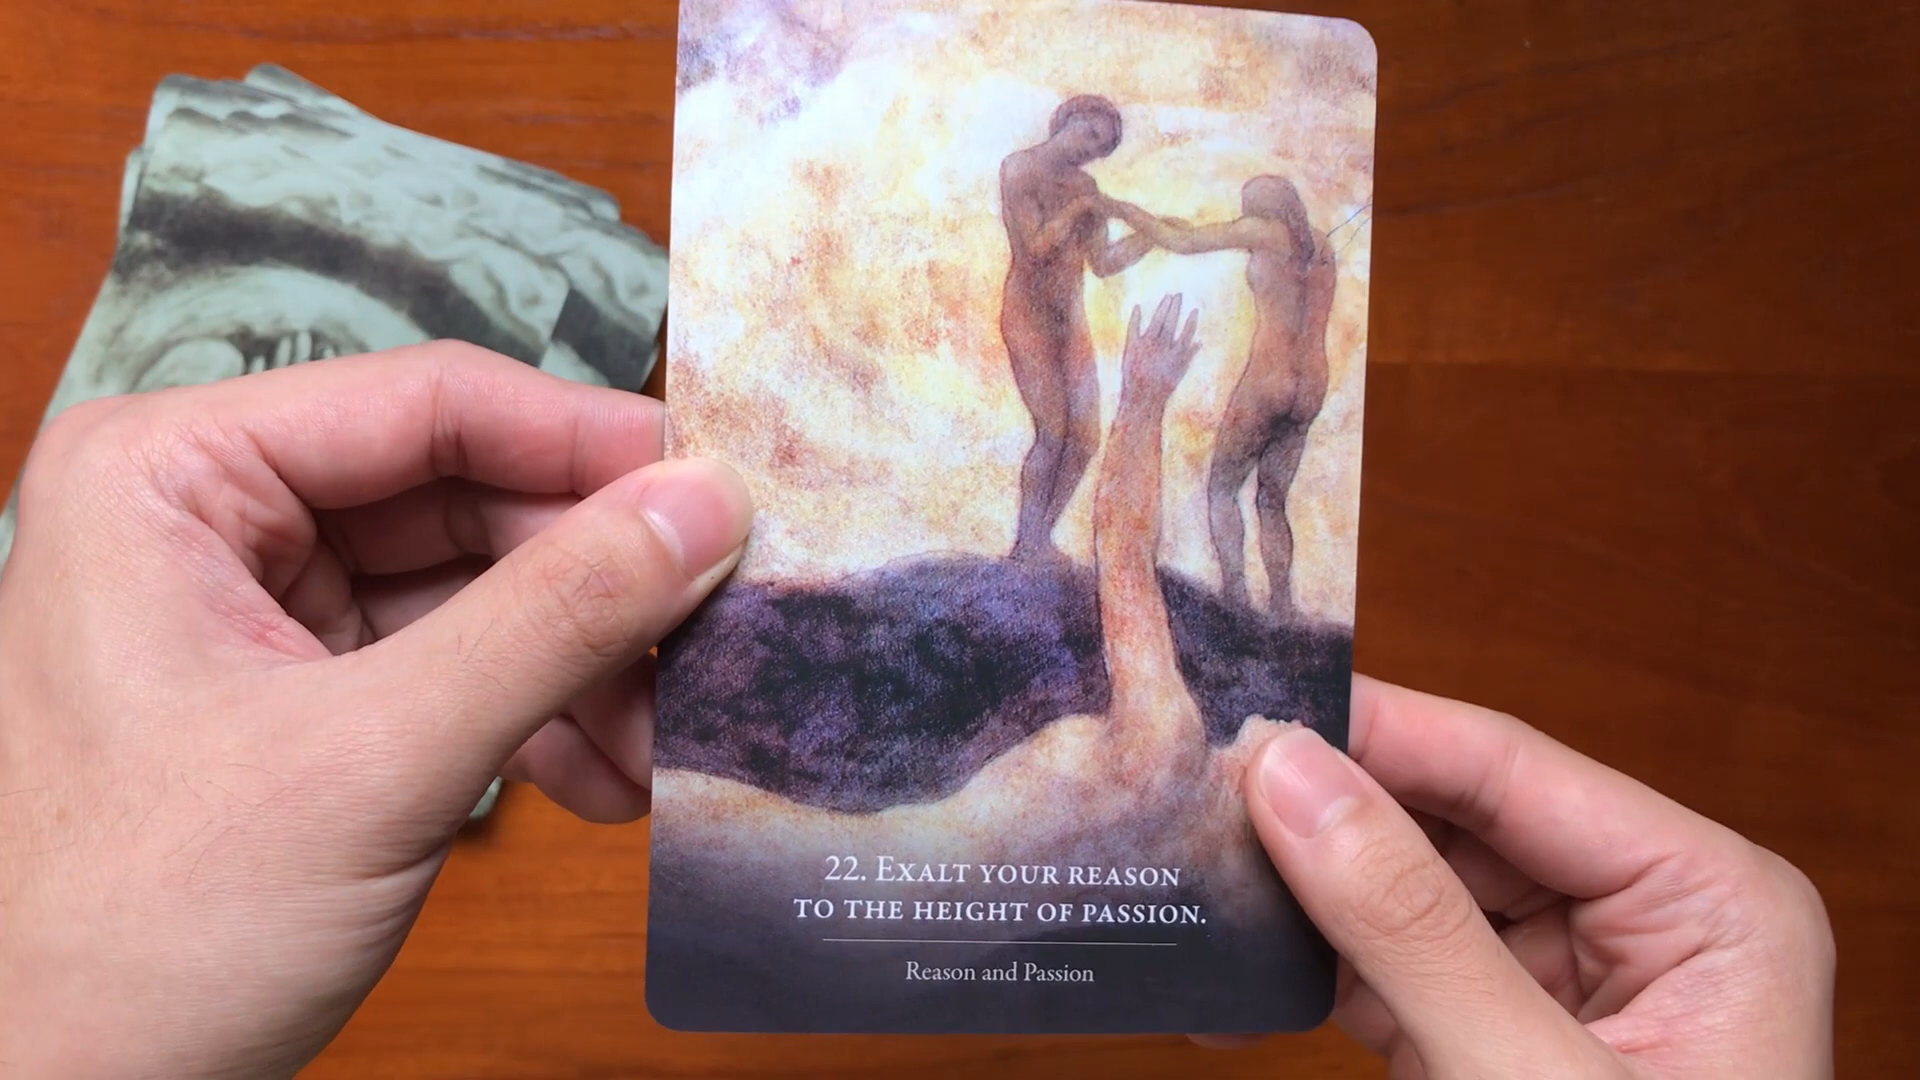 22. Exalt your reason
to the height of passion.
Reason and Passion